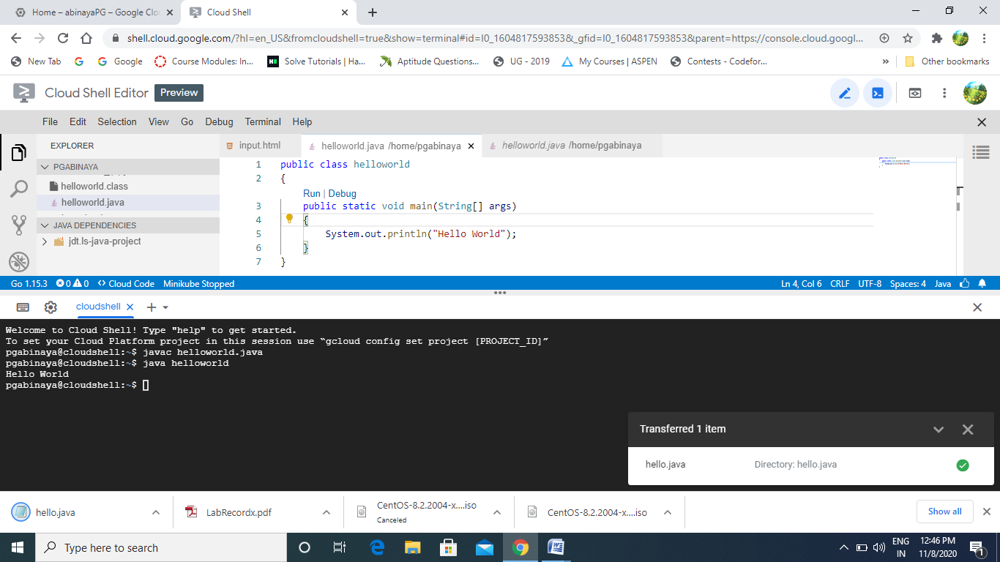 Home – abinayaPG – Google Clo
Cloud Shell
shell.cloud.google.com/?hl=en_US&fromcloudshell=true&show=terminal#id=I0_1604817593853&_gfid=I0_1604817593853&parent=https://console.cloud.googl...
New Tab
Google
Course Modules: In...
Solve Tutorials | Ha...
Aptitude Questions...
UG - 2019
My Courses | ASPEN
Contests - Codefor...
»
Other bookmarks
Cloud Shell Editor Preview
File Edit Selection View Go Debug Terminal Help
EXPLORER
input.html
helloworld.java /home/pgabinaya
helloworld.java /home/pgabinaya
PGABINAYA
helloworld.class
helloworld.java
JAVA DEPENDENCIES
jdt.ls-java-project
1 public class helloworld
2 {
Run | Debug
3 public static void main(String[] args)
4 {
5 System.out.println("Hello World");
6 }
7 }
Go 1.15.3 0 0 Cloud Code Minikube Stopped
Ln 4, Col 6 CRLF UTF-8 Spaces: 4 Java
cloudshell
Welcome to Cloud Shell! Type "help" to get started.
To set your Cloud Platform project in this session use “gcloud config set project [PROJECT_ID]”
pgabinaya@cloudshell:~$ javac helloworld.java
pgabinaya@cloudshell:~$ java helloworld
Hello World
pgabinaya@cloudshell:~$
Transferred 1 item
hello.java Directory: hello.java
hello.java
LabRecordx.pdf
CentOS-8.2.2004-x....iso
Canceled
CentOS-8.2.2004-x....iso
Show all
Type here to search
ENG
IN
12:46 PM
11/8/2020
1